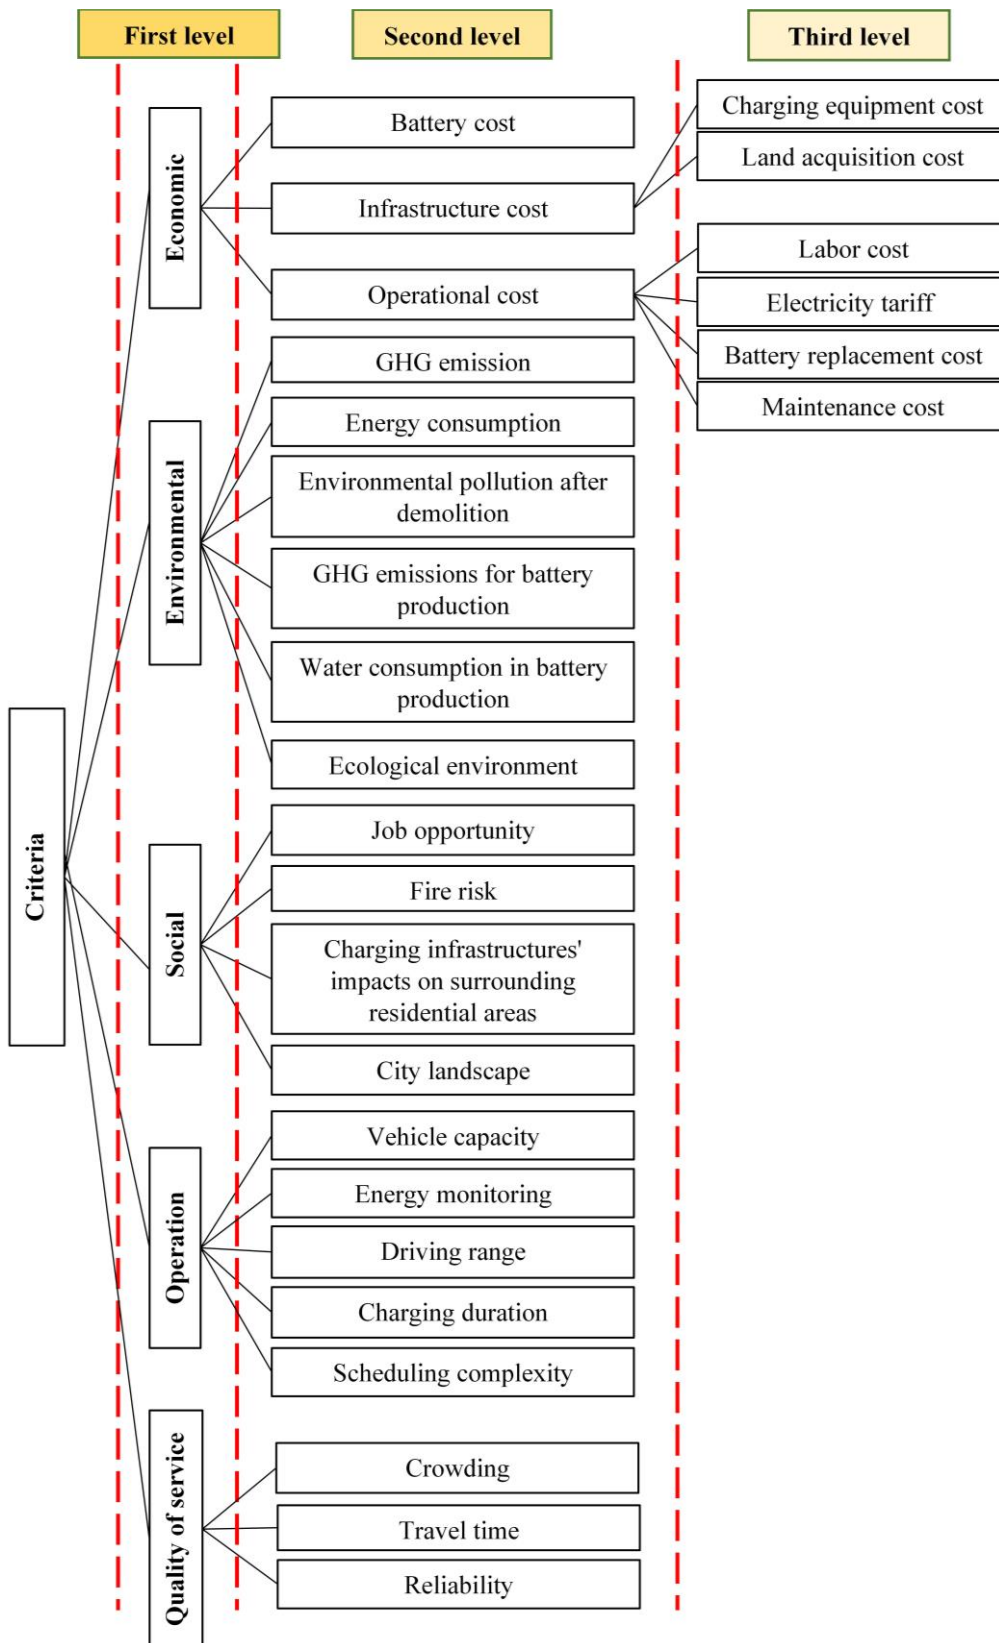 First level
Second level
Third level
Criteria
Economic
Battery cost
Infrastructure cost
Charging equipment cost
Land acquisition cost
Operational cost
Labor cost
Electricity tariff
Battery replacement cost
Maintenance cost
Environmental
GHG emission
Energy consumption
Environmental pollution after
demolition
GHG emissions for battery
production
Water consumption in battery
production
Ecological environment
Social
Job opportunity
Fire risk
Charging infrastructures'
impacts on surrounding
residential areas
City landscape
Operation
Vehicle capacity
Energy monitoring
Driving range
Charging duration
Scheduling complexity
Quality of service
Crowding
Travel time
Reliability